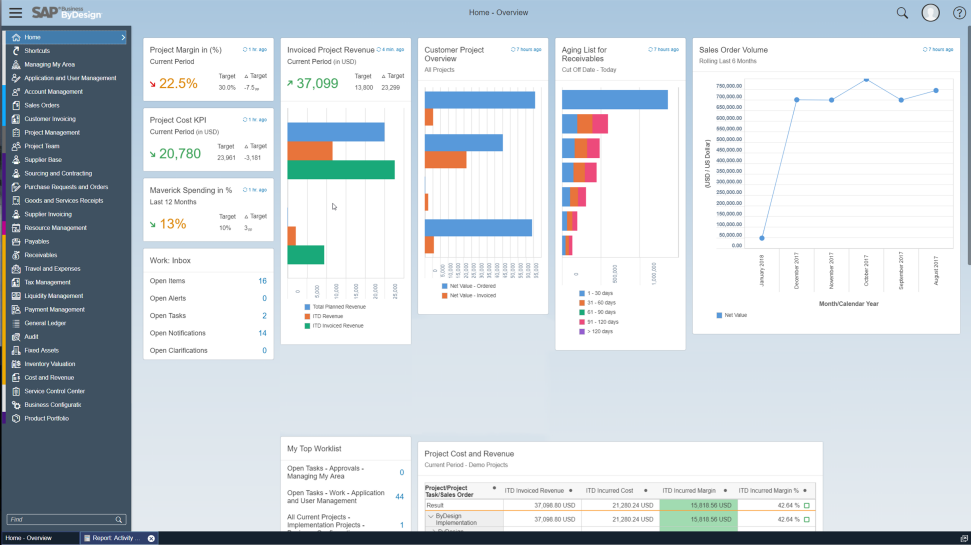 SAP Business ByDesign
Home - Overview
Home
Shortcuts
Managing My Area
Application and User Management
Account Management
Sales Orders
Customer Invoicing
Project Management
Project Team
Supplier Base
Sourcing and Contracting
Purchase Requests and Orders
Goods and Services Receipts
Supplier Invoicing
Resource Management
Payables
Receivables
Travel and Expenses
Tax Management
Liquidity Management
Payment Management
General Ledger
Audit
Fixed Assets
Inventory Valuation
Cost and Revenue
Service Control Center
Business Configuratic
Product Portfolio
Find
Project Margin in (%) 1 hr. ago
Current Period
22.5%
Target △ Target
30.0% -7.5
Project Cost KPI 1 hr. ago
Current Period (in USD)
20,780
Target △ Target
23,961 -3,181
Maverick Spending in % 1 hr. ago
Last 12 Months
13%
Target △ Target
10% 3
Work: Inbox
Open Items 16
Open Alerts 0
Open Tasks 2
Open Notifications 14
Open Clarifications 0
Invoiced Project Revenue 4 min. ago
Current Period (in USD)
37,099
Target △ Target
13,800 23,299
0 5,000 10,000 15,000 20,000 25,000
Total Planned Revenue
ITD Revenue
ITD Invoiced Revenue
Customer Project Overview 7 hours ago
All Projects
0 5,000 10,000 15,000 20,000 25,000 30,000 35,000 40,000 45,000 50,000 55,000
Net Value - Ordered
Net Value - Invoiced
Aging List for Receivables 7 hours ago
Cut Off Date - Today
0 500,000 1,000,000
1 - 30 days
31 - 60 days
61 - 90 days
91 - 120 days
> 120 days
Sales Order Volume 7 hours ago
Rolling Last 6 Months
(USD / US Dollar)
750,000.00
700,000.00
650,000.00
600,000.00
550,000.00
500,000.00
450,000.00
400,000.00
350,000.00
300,000.00
250,000.00
200,000.00
150,000.00
100,000.00
50,000.00
0.00
January 2018 December 2017 November 2017 October 2017 September 2017 August 2017
Month/Calendar Year
Net Value
My Top Worklist
Open Tasks - Approvals -
Managing My Area 0
Open Tasks - Work - Application
and User Management 44
All Current Projects -
Implementation Projects - 1
Project Cost and Revenue
Current Period - Demo Projects
Project/Project Task/Sales Order ITD Invoiced Revenue ITD Incurred Cost ITD Incurred Margin ITD Incurred Margin %
Result 37,098.80 USD 21,280.24 USD 15,818.56 USD 42.64 %
ByDesign Implementation 37,098.80 USD 21,280.24 USD 15,818.56 USD 42.64 %
Home - Overview
Report: Activity ...